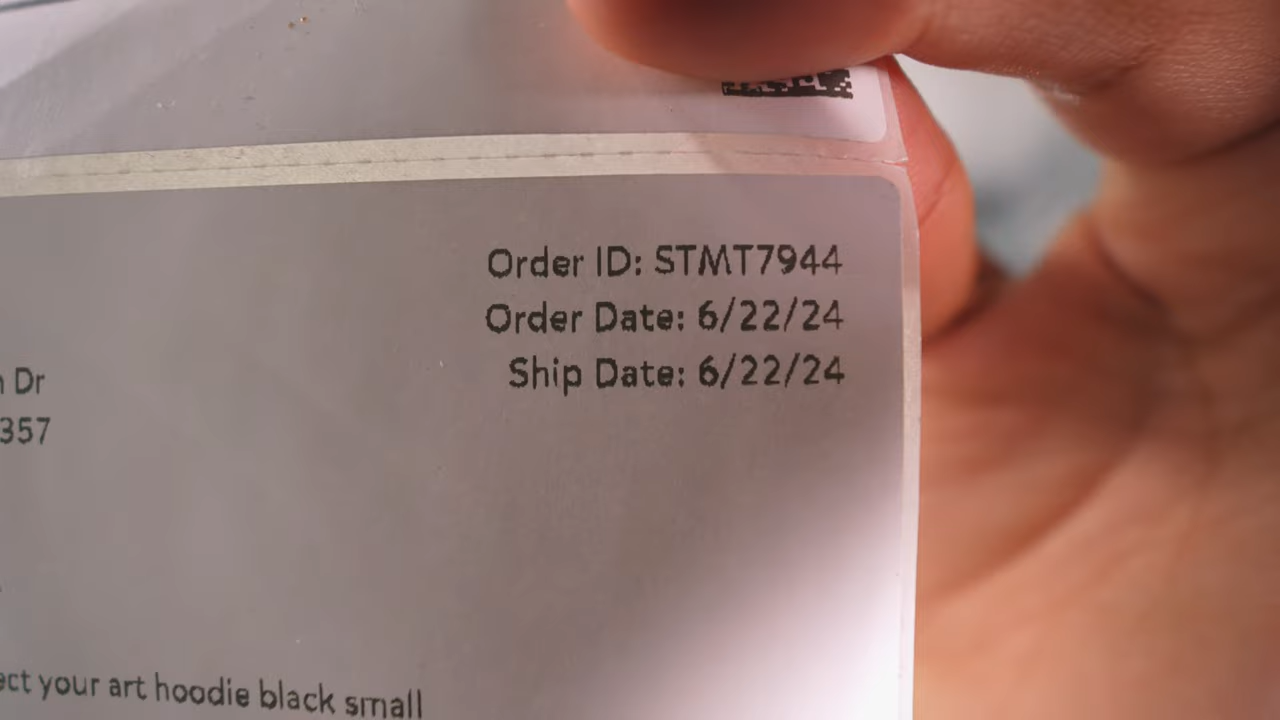 Order ID: STMT7944
Order Date: 6/22/24
Ship Date: 6/22/24
Dr
357
your art hoodie black small